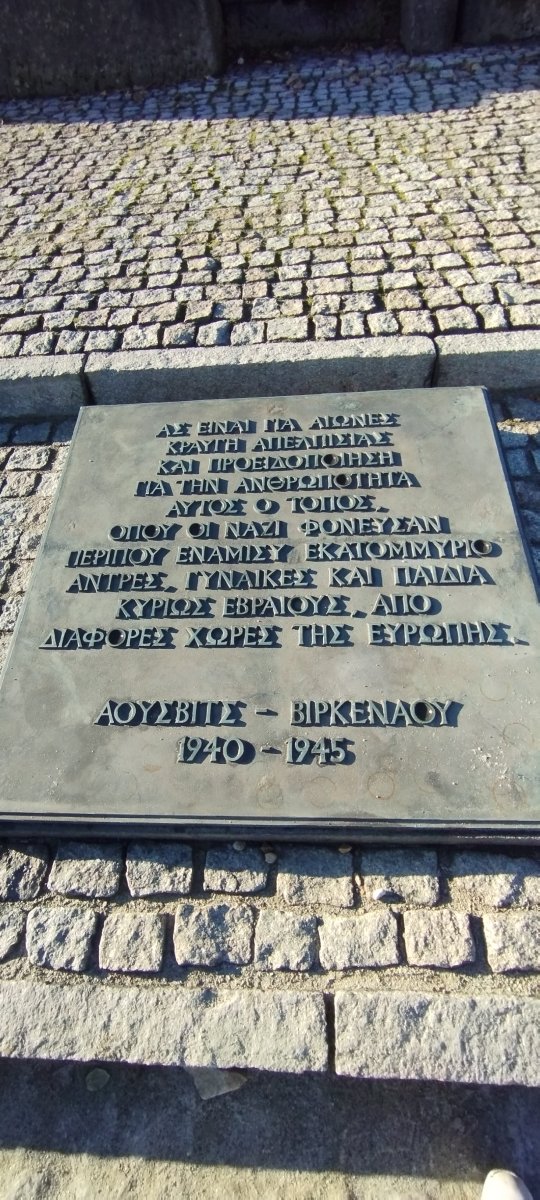 ΑΣ ΕΙΝΑΙ ΓΙΑ ΑΙΩΝΕΣ
ΚΡΑΥΓΗ ΑΠΕΛΠΙΣΙΑΣ
ΚΑΙ ΠΡΟΕΙΔΟΠΟΙΗΣΗ
ΓΙΑ ΤΗΝ ΑΝΘΡΩΠΟΤΗΤΑ
ΑΥΤΟΣ Ο ΤΟΠΟΣ,
ΟΠΟΥ ΟΙ ΝΑΖΙ ΦΟΝΕΥΣΑΝ
ΠΕΡΙΠΟΥ ΕΝΑΜΙΣΥ ΕΚΑΤΟΜΜΥΡΙΟ
ΑΝΤΡΕΣ, ΓΥΝΑΙΚΕΣ ΚΑΙ ΠΑΙΔΙΑ
ΚΥΡΙΩΣ ΕΒΡΑΙΟΥΣ, ΑΠΟ
ΔΙΑΦΟΡΕΣ ΧΩΡΕΣ ΤΗΣ ΕΥΡΩΠΗΣ.
ΑΟΥΣΒΙΤΣ - ΒΙΡΚΕΝΑΟΥ
1940 - 1945